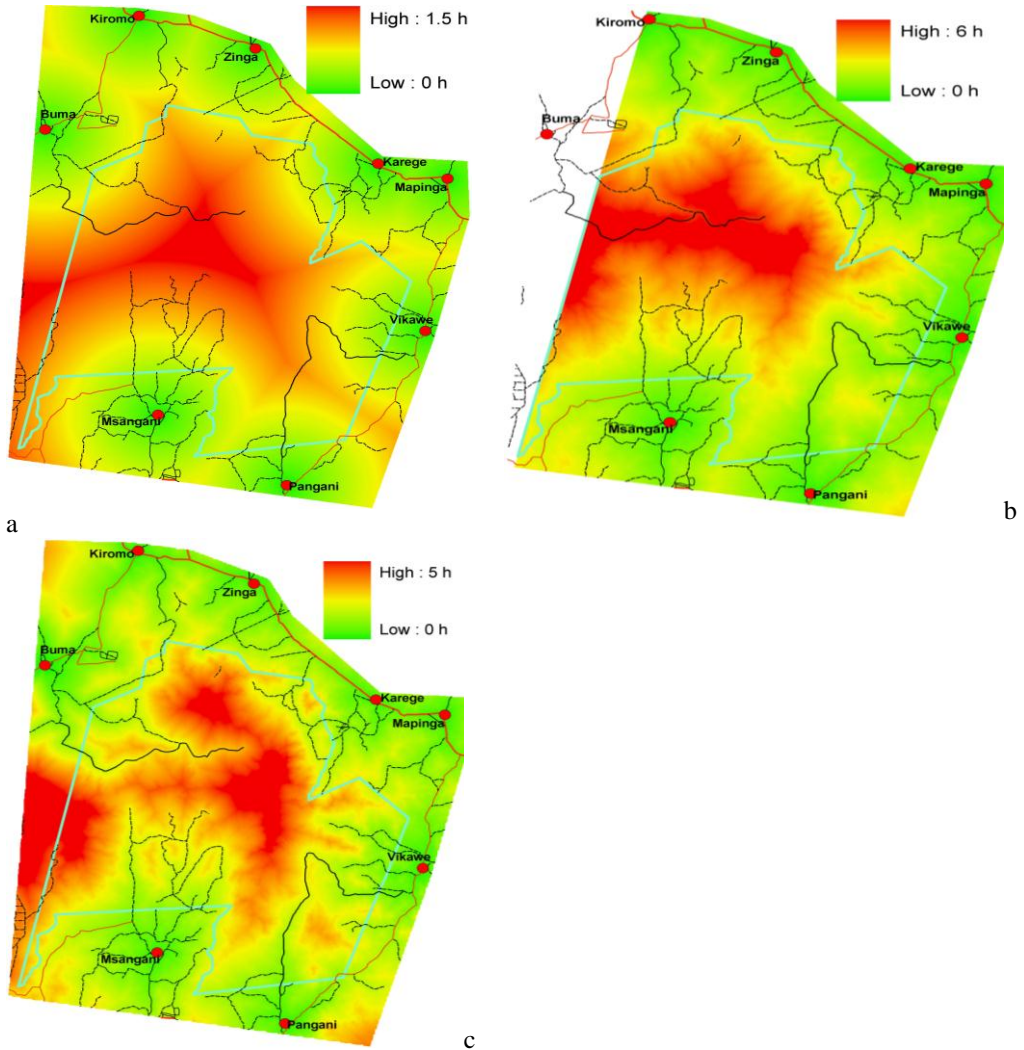 High : 1.5 h
Low : 0 h
Kiromo
Zinga
Buma
Karege
Mapinga
Vikawe
Msangani
Pangani
a
High : 6 h
Low : 0 h
Kiromo
Zinga
Buma
Karege
Mapinga
Vikawe
Msangani
Pangani
b
High : 5 h
Low : 0 h
Kiromo
Zinga
Buma
Karege
Mapinga
Vikawe
Msangani
Pangani
c